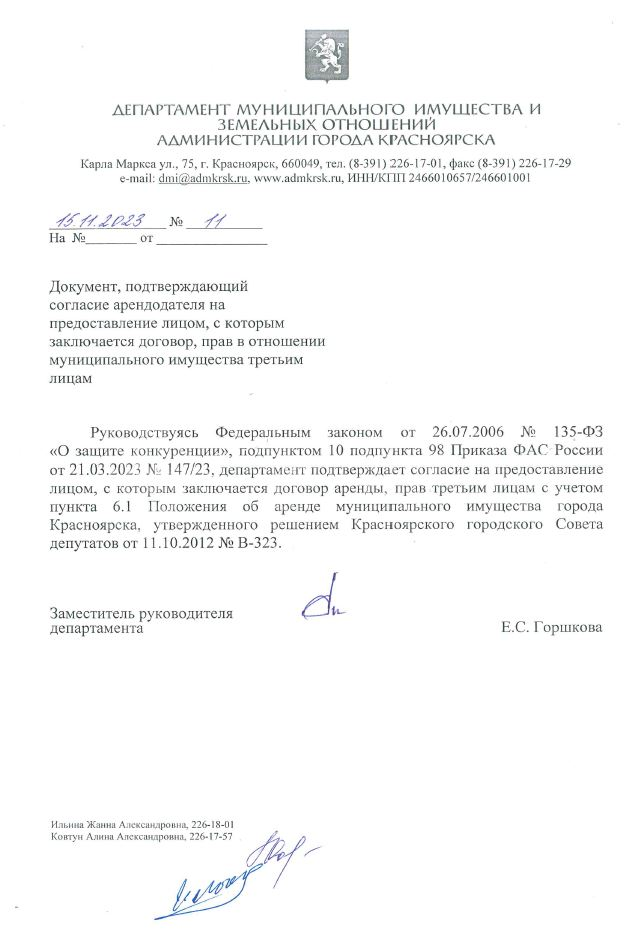 ДЕПАРТАМЕНТ МУНИЦИПАЛЬНОГО ИМУЩЕСТВА И
ЗЕМЕЛЬНЫХ ОТНОШЕНИЙ
АДМИНИСТРАЦИИ ГОРОДА КРАСНОЯРСКА
Карла Маркса ул., 75, г. Красноярск, 660049, тел. (8-391) 226-17-01, факс (8-391) 226-17-29
e-mail: dmi@admkrsk.ru, www.admkrsk.ru, ИНН/КПП 2466010657/246601001
15.11.2023 № 11
На №_______ от _______________
Документ, подтверждающий
согласие арендодателя на
предоставление лицом, с которым
заключается договор, прав в отношении
муниципального имущества третьим
лицам
Руководствуясь Федеральным законом от 26.07.2006 № 135-ФЗ
«О защите конкуренции», подпунктом 10 подпункта 98 Приказа ФАС России
от 21.03.2023 № 147/23, департамент подтверждает согласие на предоставление
лицом, с которым заключается договор аренды, прав третьим лицам с учетом
пункта 6.1 Положения об аренде муниципального имущества города
Красноярска, утвержденного решением Красноярского городского Совета
депутатов от 11.10.2012 № В-323.
Заместитель руководителя
департамента Е.С. Горшкова
Ильина Жанна Александровна, 226-18-01
Ковтун Алина Александровна, 226-17-57